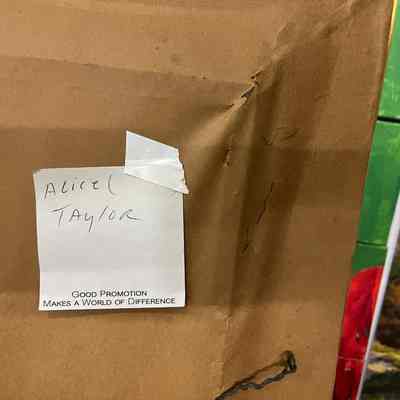 ALICE (
TAYLOR
GOOD PROMOTION
MAKES A WORLD OF DIFFERENCE